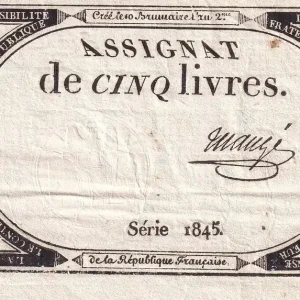 Créé le 10 Brumaire l'an 2.me
ASSIGNAT
de CINQ livres.
Série 1845.
de la République Française.